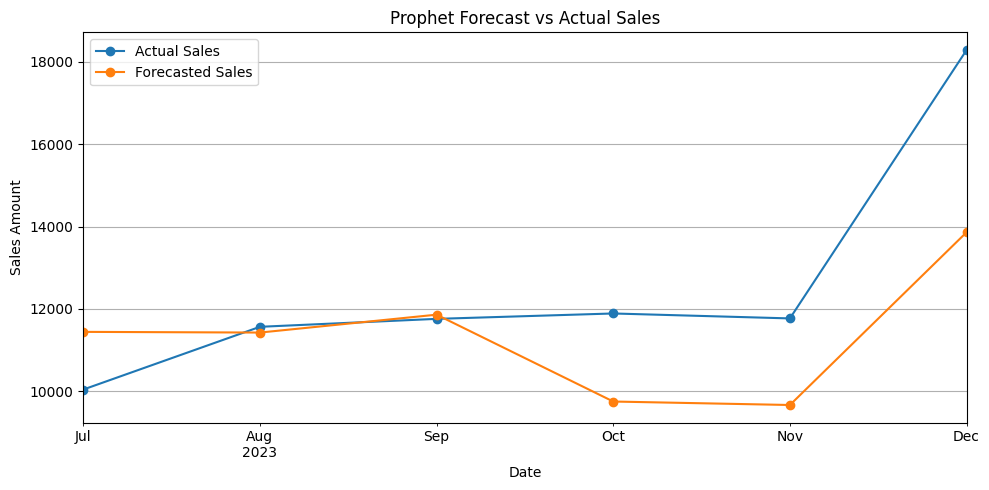 Prophet Forecast vs Actual Sales
Actual Sales
Forecasted Sales
Sales Amount
18000
16000
14000
12000
10000
Jul
Aug
2023
Sep
Oct
Nov
Dec
Date